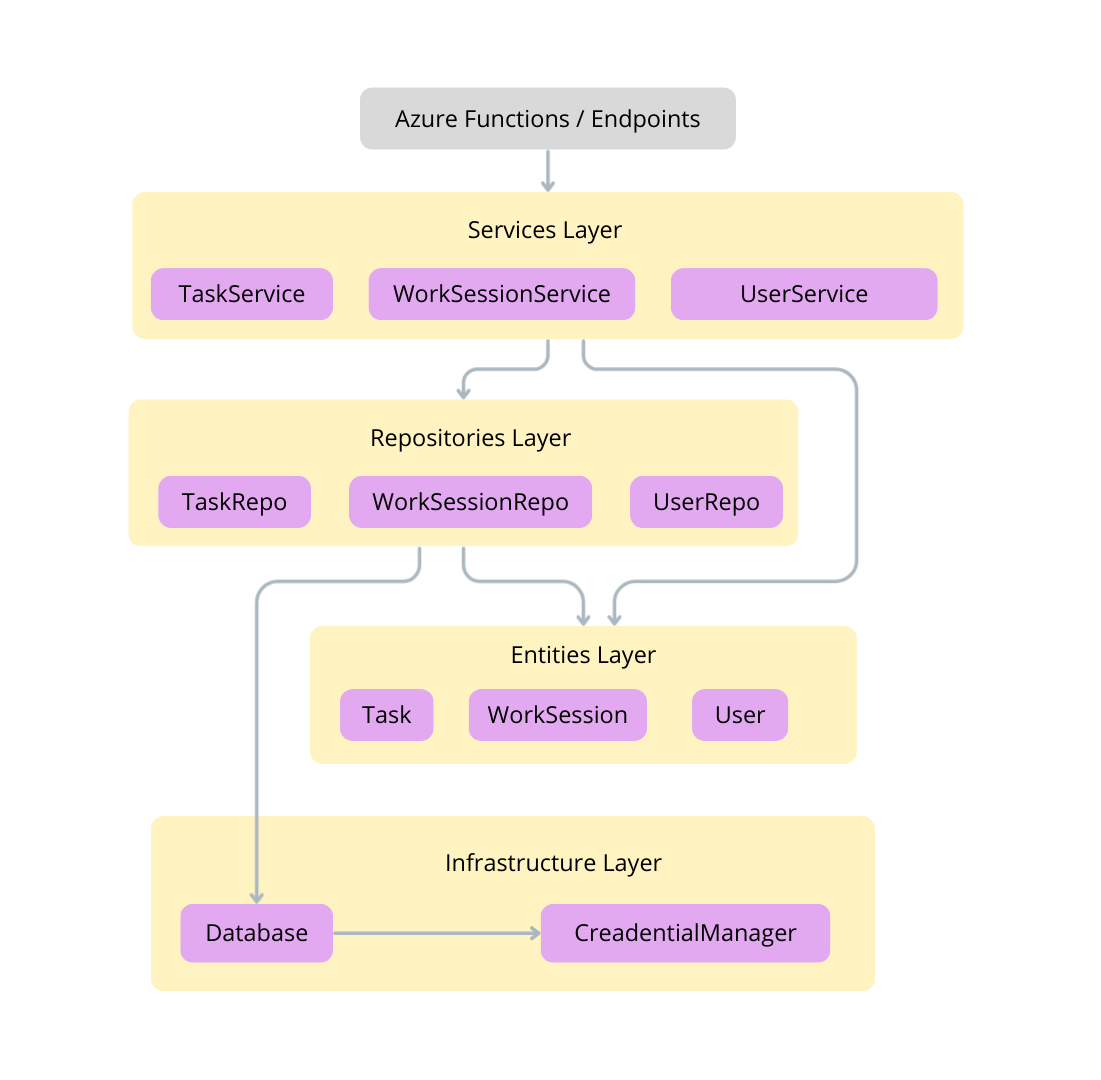 Azure Functions / Endpoints
Services Layer
TaskService
WorkSessionService
UserService
Repositories Layer
TaskRepo
WorkSessionRepo
UserRepo
Entities Layer
Task
WorkSession
User
Infrastructure Layer
Database
CreadentialManager